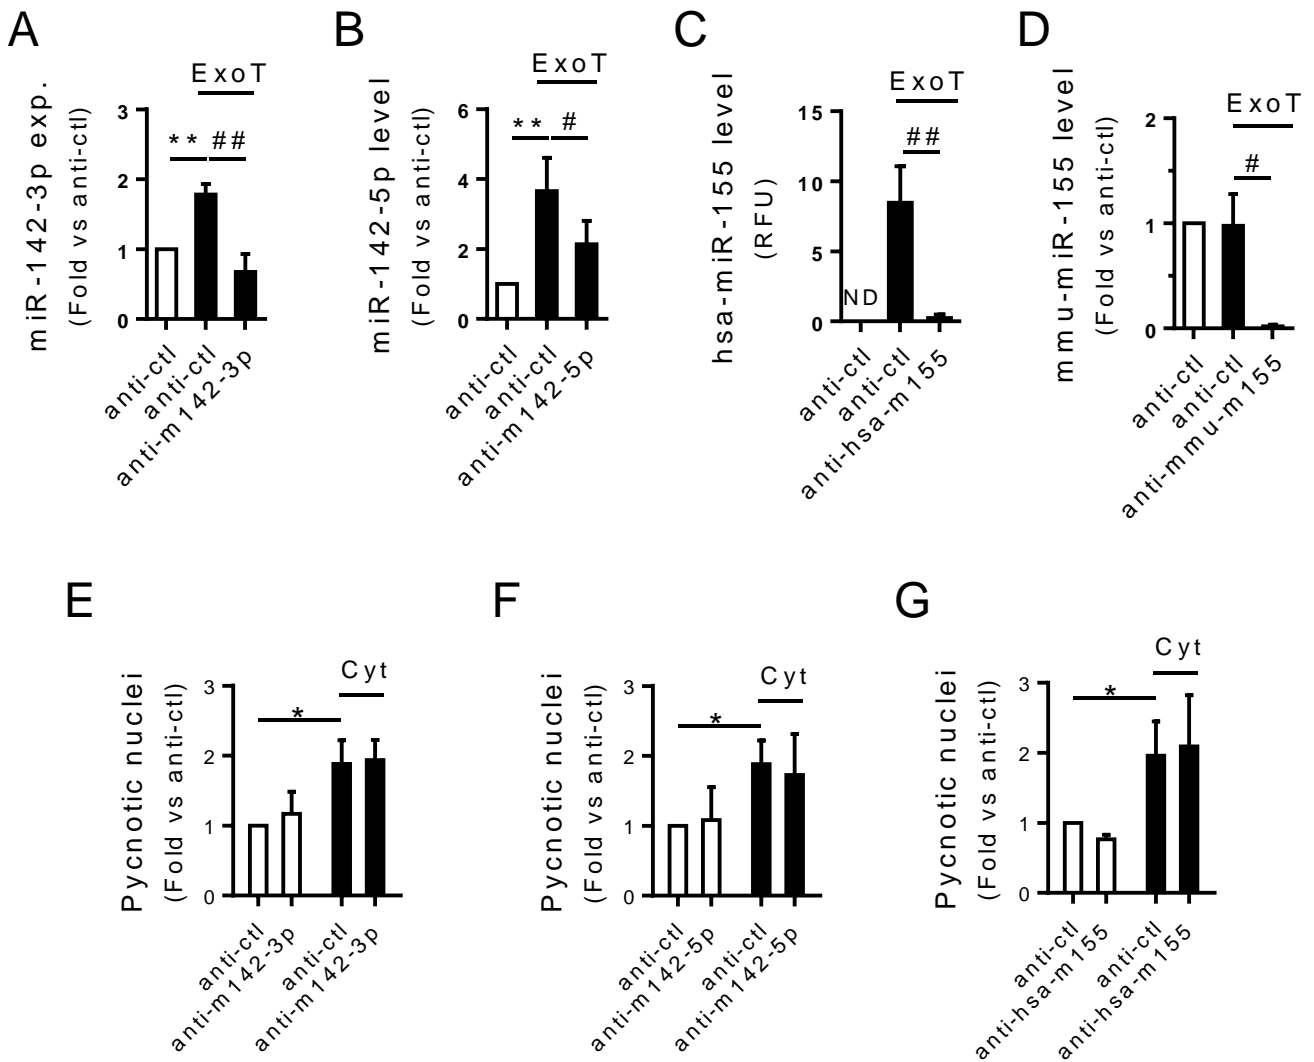 A
miR-142-3p exp.
(Fold vs anti-ctl)
ExoT
** ##
3
2
1
0
anti-ctl
anti-ctl
anti-m142-3p
B
miR-142-5p level
(Fold vs anti-ctl)
ExoT
** #
6
4
2
0
anti-ctl
anti-ctl
anti-m142-5p
C
hsa-miR-155 level
(RFU)
ExoT
##
15
10
5
0
ND
anti-ctl
anti-ctl
anti-hsa-m155
D
mmu-miR-155 level
(Fold vs anti-ctl)
ExoT
#
2
1
0
anti-ctl
anti-ctl
anti-mmu-m155
E
Pycnotic nuclei
(Fold vs anti-ctl)
Cyt
*
3
2
1
0
anti-ctl
anti-m142-3p
anti-ctl
anti-m142-3p
F
Pycnotic nuclei
(Fold vs anti-ctl)
Cyt
*
3
2
1
0
anti-ctl
anti-m142-5p
anti-ctl
anti-m142-5p
G
Pycnotic nuclei
(Fold vs anti-ctl)
Cyt
*
3
2
1
0
anti-ctl
anti-hsa-m155
anti-ctl
anti-hsa-m155